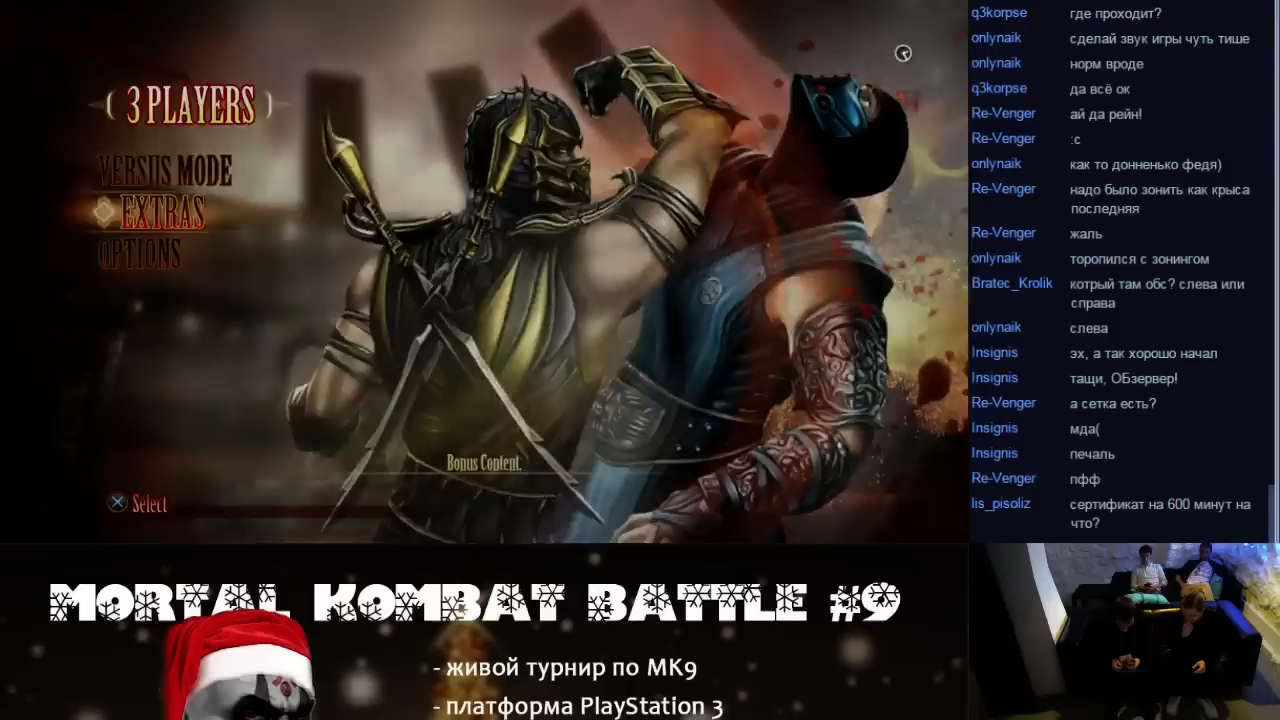 3 PLAYERS
VERSUS MODE
EXTRAS
OPTIONS
Bonus Content.
Select
q3korpse где проходит?
onlynaik сделай звук игры чуть тише
onlynaik норм вроде
q3korpse да всё ок
Re-Venger ай да рейн!
Re-Venger :с
onlynaik как то донненько федя)
Re-Venger надо было зонить как крыса
последняя
Re-Venger жаль
onlynaik торопился с зонингом
Bratec_Krolik котрый там обс? слева или
справа
onlynaik слева
Insignis эх, а так хорошо начал
Insignis тащи, ОБзервер!
Re-Venger а сетка есть?
Insignis мда(
Insignis печаль
Re-Venger пфф
lis_pisoliz сертификат на 600 минут на
что?
MORTAL KOMBAT BATTLE #9
- живой турнир по MK9
- платформа PlayStation 3